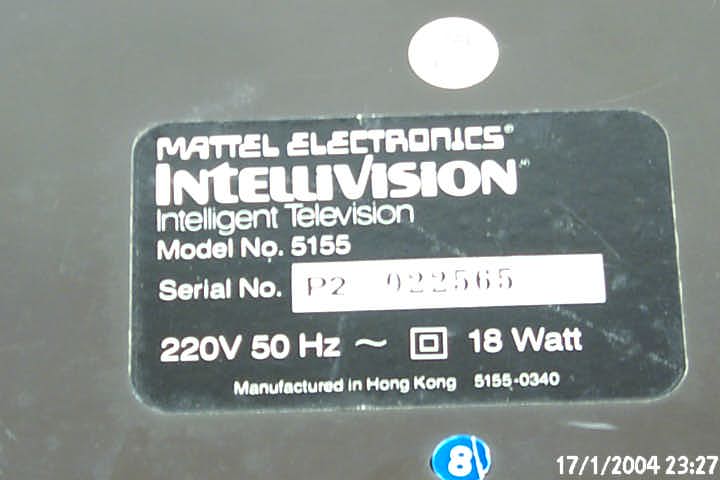 MATTEL ELECTRONICS®
INTELLIVISION
Intelligent Television
Model No. 5155
Serial No. P2 022565
220V 50 Hz ~ 18 Watt
Manufactured in Hong Kong 5155-0340
8
17/1/2004 23:27